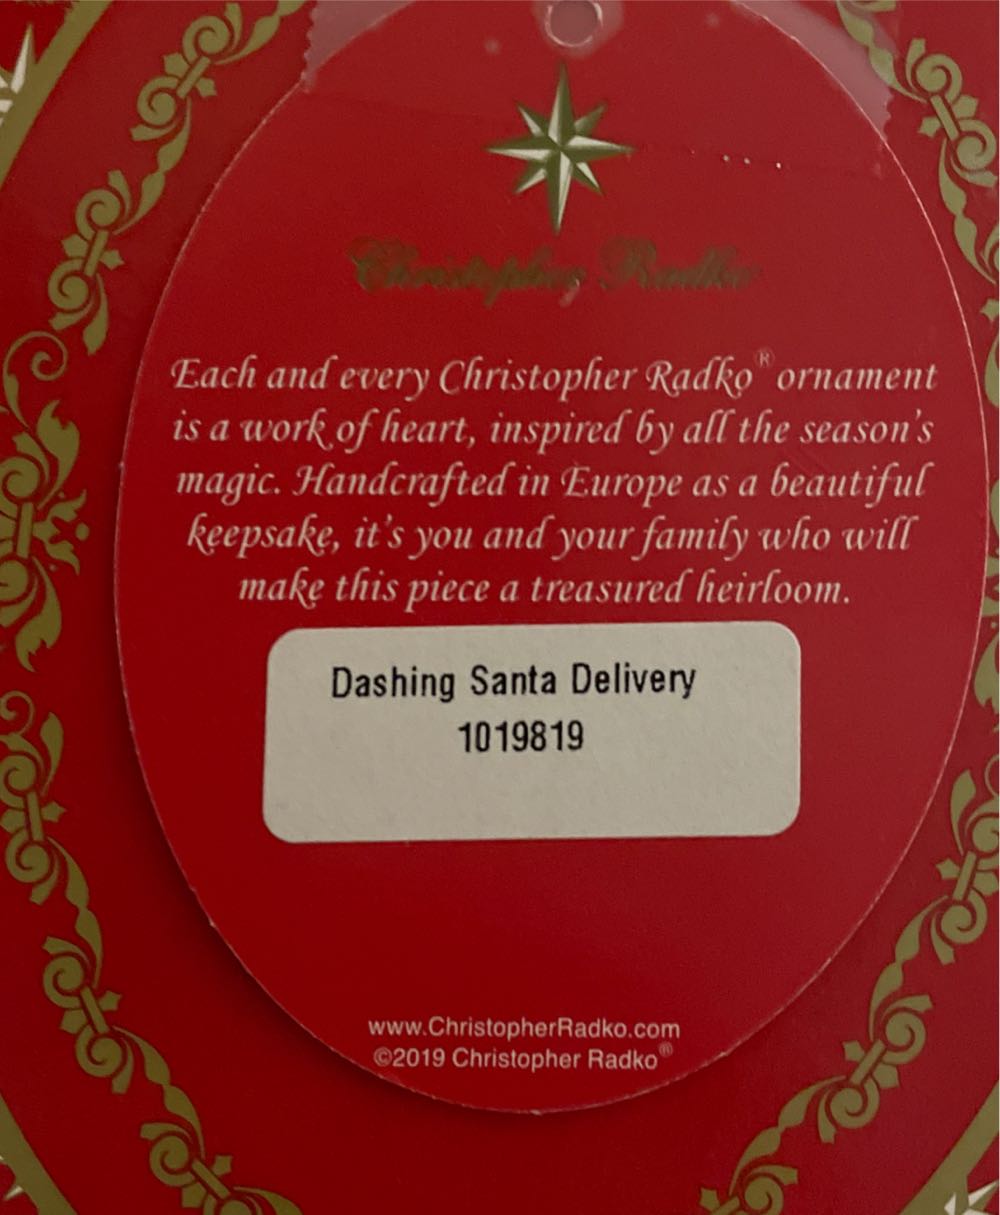 Christopher Radko
Each and every Christopher Radko® ornament
is a work of heart, inspired by all the season's
magic. Handcrafted in Europe as a beautiful
keepsake, it's you and your family who will
make this piece a treasured heirloom.
Dashing Santa Delivery
1019819
www.ChristopherRadko.com
©2019 Christopher Radko®